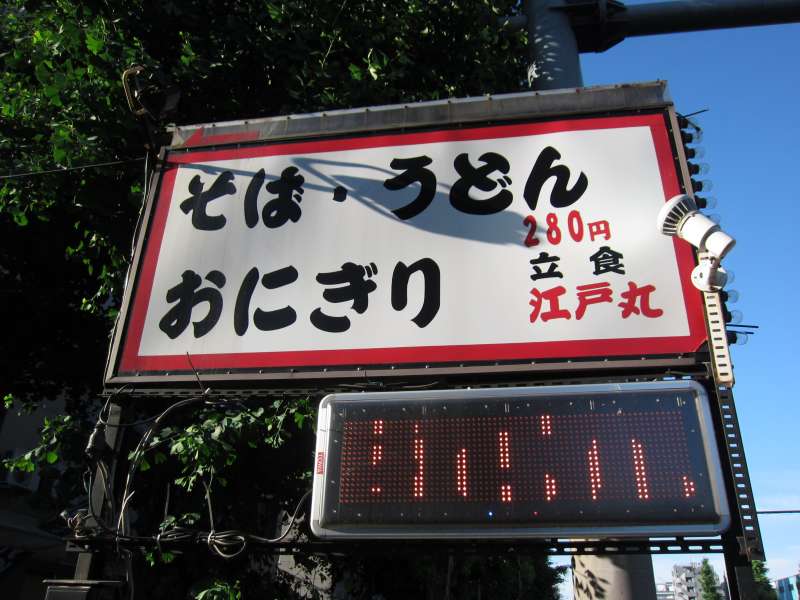 そば・うどん
280円
おにぎり
立食
江戸丸